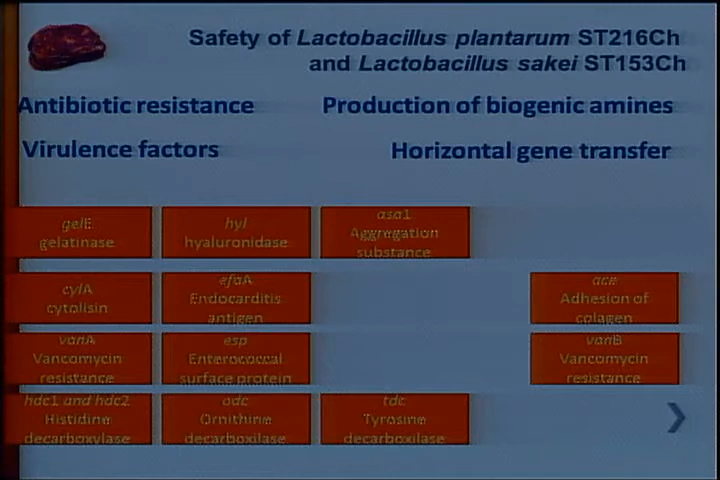 Safety of Lactobacillus plantarum ST216Ch
and Lactobacillus sakei ST153Ch
Antibiotic resistance
Production of biogenic amines
Virulence factors
Horizontal gene transfer
gelE
gelatinase
hyl
hyaluronidase
asa1
Aggregation
substance
cylA
cytolisin
efaA
Endocarditis
antigen
ace
Adhesion of
colagen
vanA
Vancomycin
resistance
esp
Enterococcal
surface protein
vanB
Vancomycin
resistance
hdc1 and hdc2
Histidine
decarboxylase
odc
Ornithine
decarboxilase
tdc
Tyrosine
decarboxilase